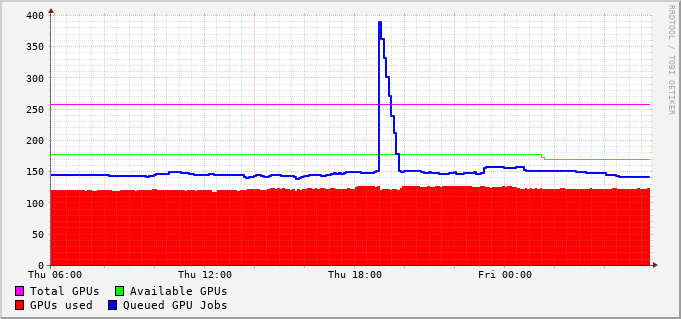 400
350
300
250
200
150
100
50
0
Thu 06:00 Thu 12:00 Thu 18:00 Fri 00:00
Total GPUs Available GPUs
GPUs used Queued GPU Jobs
RRDTOOL / TOBI OETIKER